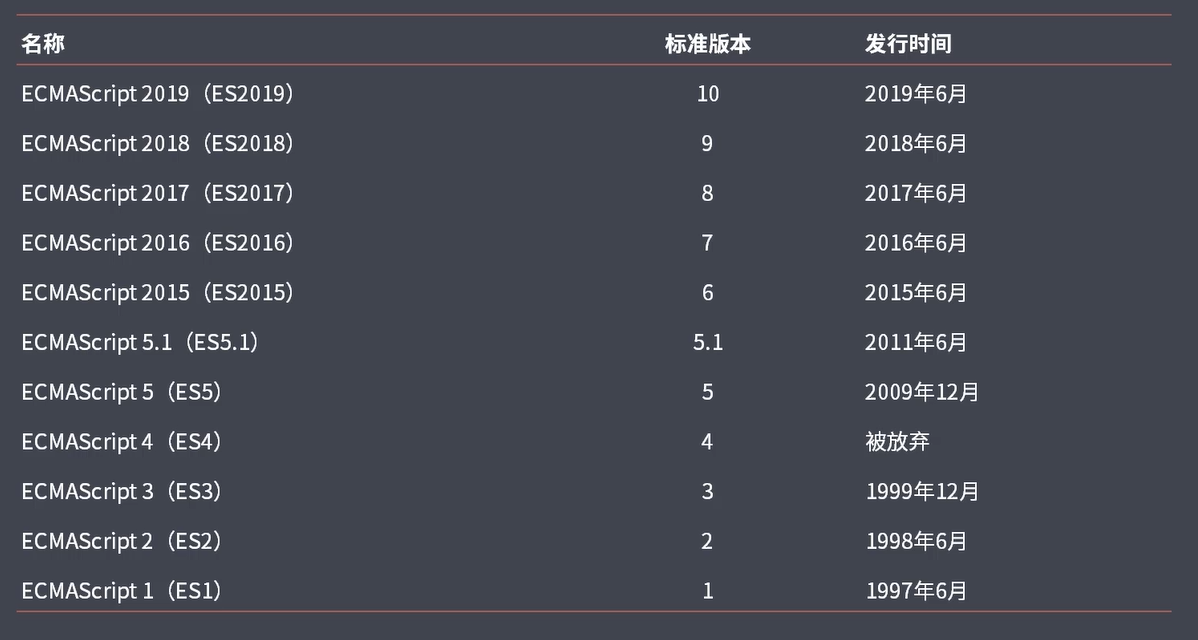 名称 标准版本 发行时间
ECMAScript 2019（ES2019） 10 2019年6月
ECMAScript 2018（ES2018） 9 2018年6月
ECMAScript 2017（ES2017） 8 2017年6月
ECMAScript 2016（ES2016） 7 2016年6月
ECMAScript 2015（ES2015） 6 2015年6月
ECMAScript 5.1（ES5.1） 5.1 2011年6月
ECMAScript 5（ES5） 5 2009年12月
ECMAScript 4（ES4） 4 被放弃
ECMAScript 3（ES3） 3 1999年12月
ECMAScript 2（ES2） 2 1998年6月
ECMAScript 1（ES1） 1 1997年6月